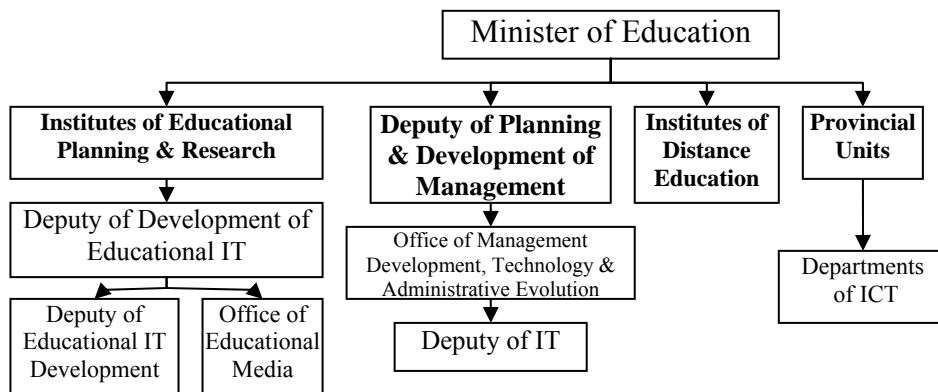 Minister of Education
Institutes of Educational
Planning & Research
Deputy of Planning
& Development of
Management
Institutes of
Distance
Education
Provincial
Units
Deputy of Development of
Educational IT
Office of Management
Development, Technology &
Administrative Evolution
Departments
of ICT
Deputy of
Educational IT
Development
Office of
Educational
Media
Deputy of IT